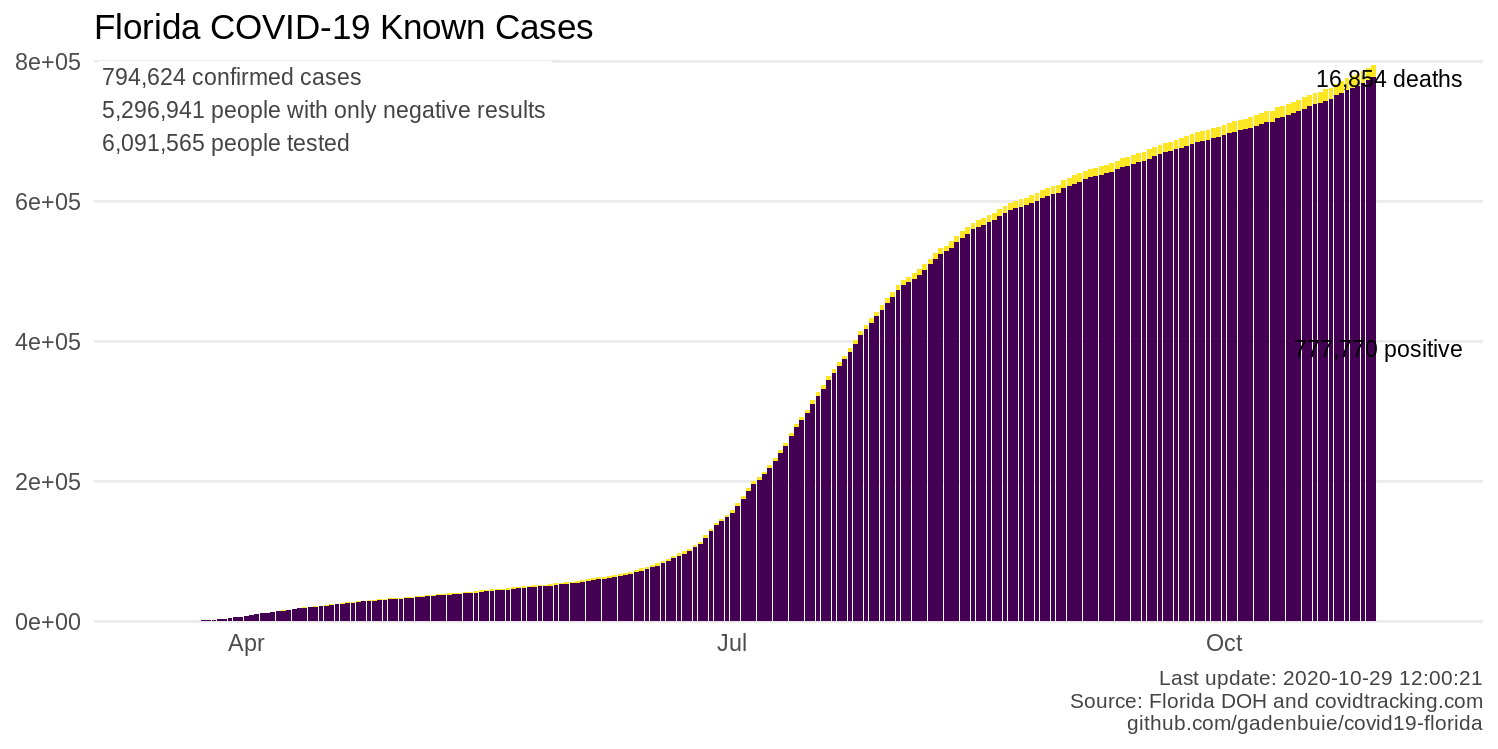 Florida COVID-19 Known Cases
8e+05
794,624 confirmed cases
5,296,941 people with only negative results
6,091,565 people tested
16,854 deaths
6e+05
4e+05
777,770 positive
2e+05
0e+00
Apr
Jul
Oct
Last update: 2020-10-29 12:00:21
Source: Florida DOH and covidtracking.com
github.com/gadenbuie/covid19-florida